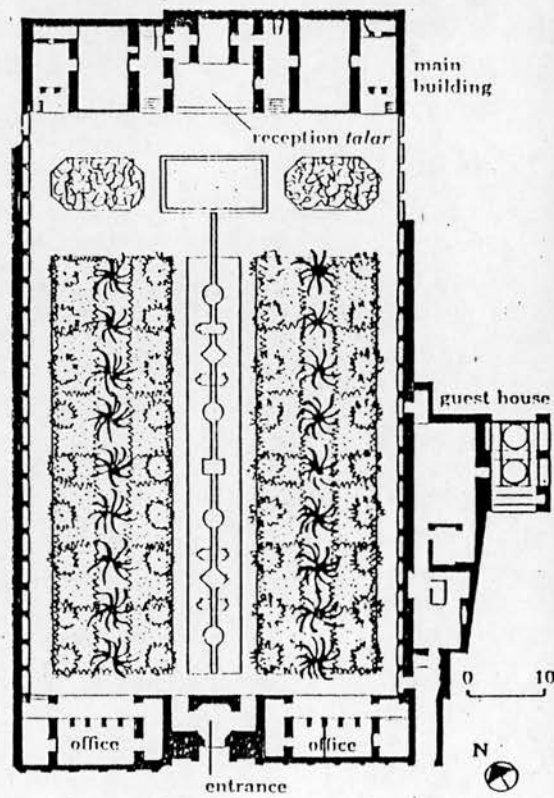 main
building
reception talar
guest house
0 10
N
office
office
entrance